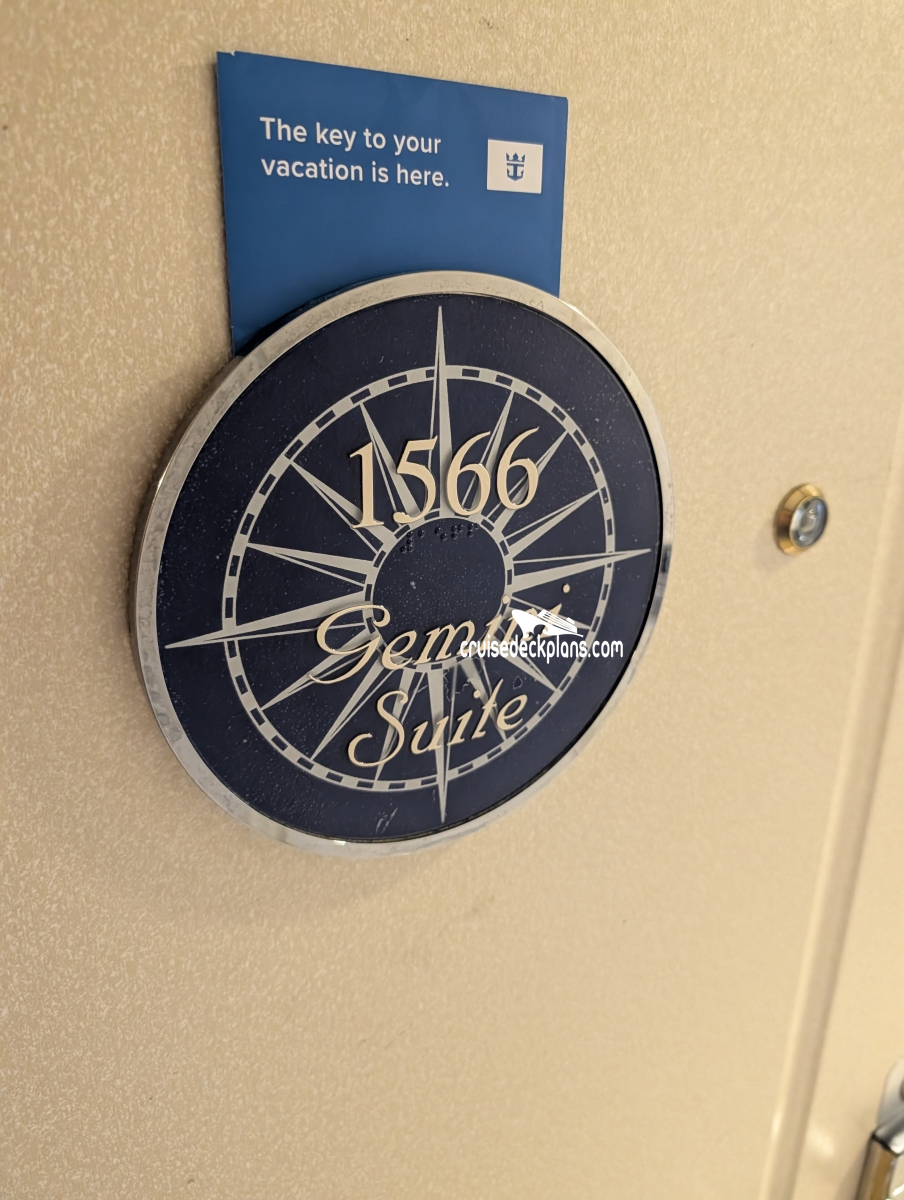 The key to your
vacation is here.
1566
Gemini
cruisedeckplans.com
Suite